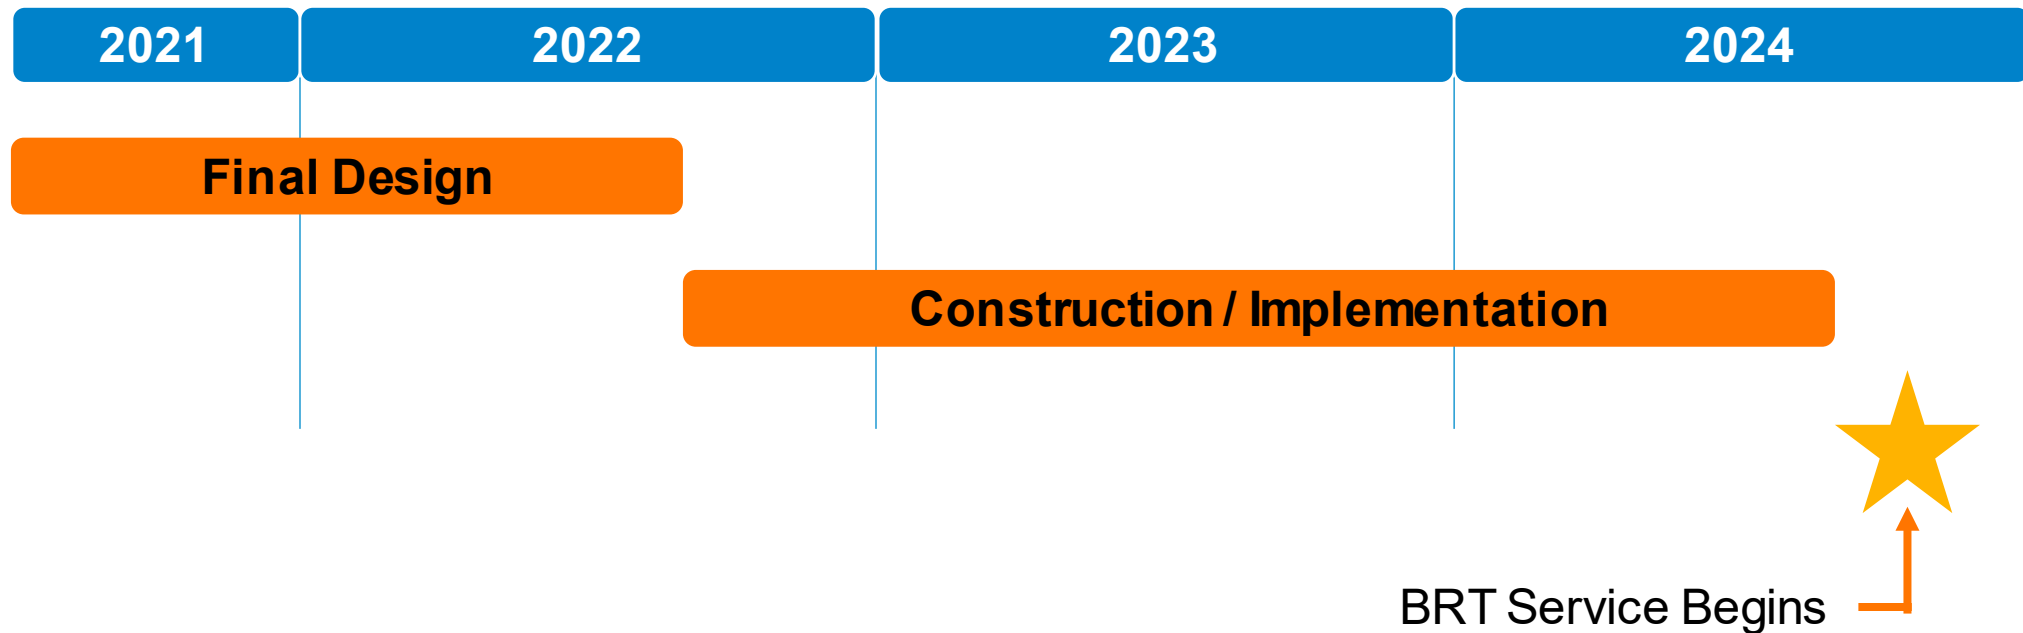 2021 2022 2023 2024
Final Design
Construction / Implementation
BRT Service Begins